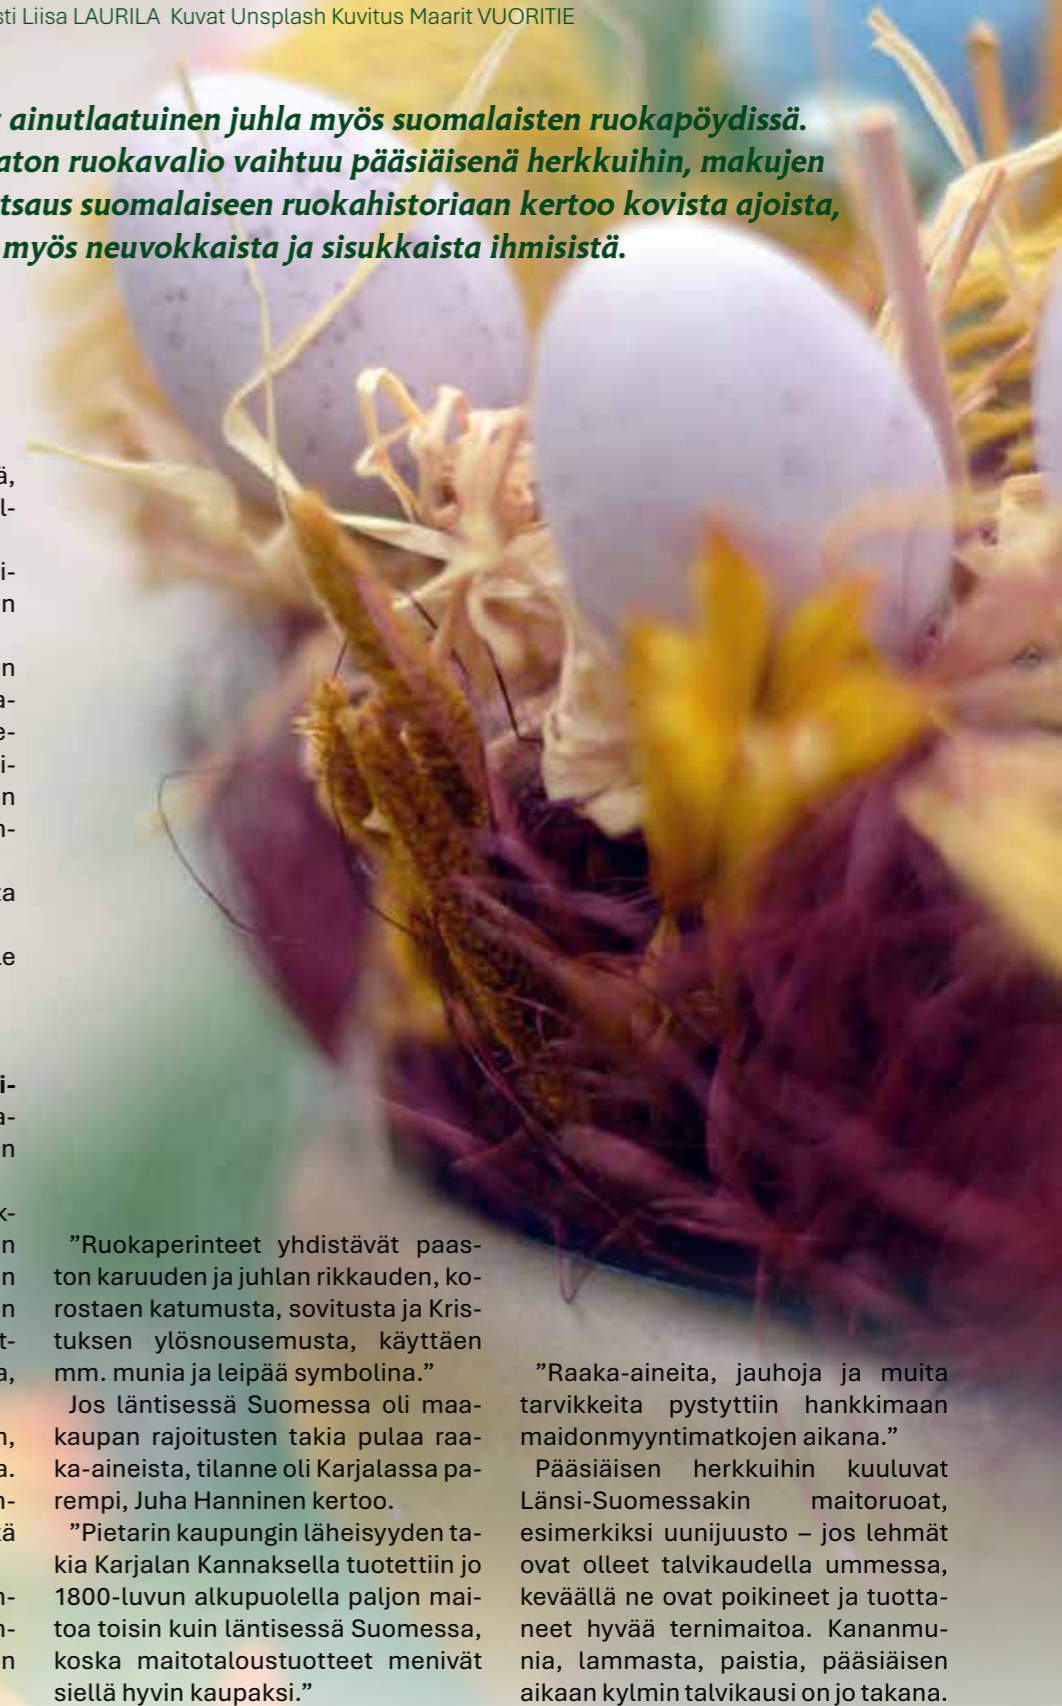 Liisa LAURILA Kuvat Unsplash Kuvitus Maarit VUORITIE
ainutlaatuinen juhla myös suomalaisten ruokapöydissä.
ruokavalio vaihtuu pääsiäisenä herkkuihin, makujen
suomalaiseen ruokahistoriaan kertoo kovista ajoista,
myös neuvokkaista ja sisukkaista ihmisistä.
"Ruokaperinteet yhdistävät paas-
ton karuuden ja juhlan rikkauden, ko-
rostaen katumusta, sovitusta ja Kris-
tuksen ylösnousemusta, käyttäen
mm. munia ja leipää symbolina."
Jos läntisessä Suomessa oli maa-
kaupan rajoitusten takia pulaa raa-
ka-aineista, tilanne oli Karjalassa pa-
rempi, Juha Hanninen kertoo.
"Pietarin kaupungin läheisyyden ta-
kia Karjalan Kannaksella tuotettiin jo
1800-luvun alkupuolella paljon mai-
toa toisin kuin läntisessä Suomessa,
koska maitotaloustuotteet menivät
siellä hyvin kaupaksi."
"Raaka-aineita, jauhoja ja muita
tarvikkeita pystyttiin hankkimaan
maidonmyyntimatkojen aikana."
Pääsiäisen herkkuihin kuuluvat
Länsi-Suomessakin maitoruoat,
esimerkiksi uunijuusto – jos lehmät
ovat olleet talvikaudella ummessa,
keväällä ne ovat poikineet ja tuotta-
neet hyvää ternimaitoa. Kananmu-
nia, lammasta, paistia, pääsiäisen
aikaan kylmin talvikausi on jo takana.